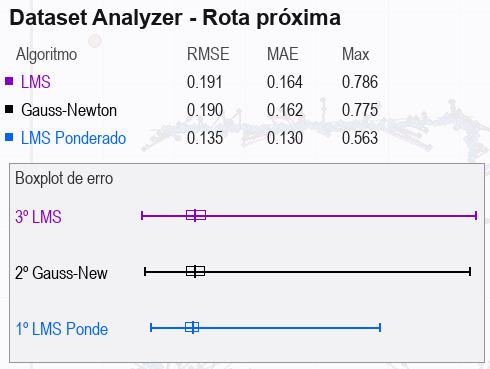 Dataset Analyzer - Rota próxima
Algoritmo RMSE MAE Max
LMS 0.191 0.164 0.786
Gauss-Newton 0.190 0.162 0.775
LMS Ponderado 0.135 0.130 0.563
Boxplot de erro
3º LMS
2º Gauss-New
1º LMS Ponde